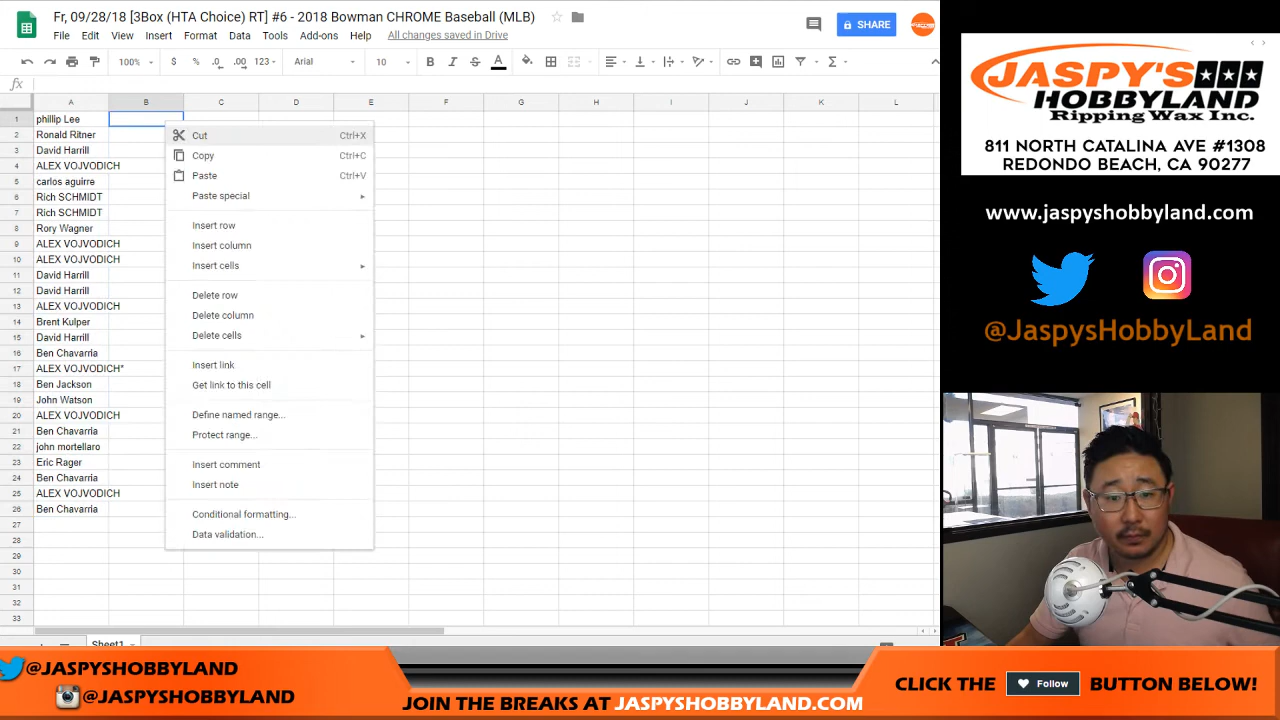 Fr, 09/28/18 [3Box (HTA Choice) RT] #6 - 2018 Bowman CHROME Baseball (MLB)
File Edit View Insert Format Data Tools Add-ons Help All changes saved in Drive
SHARE
100% $ % .0 .00 123 Arial 10 B I S A
fx
A B C D E F G H I J K L
1 phillip Lee
2 Ronald Ritner
3 David Harrill
4 ALEX VOJVODICH
5 carlos aguirre
6 Rich SCHMIDT
7 Rich SCHMIDT
8 Rory Wagner
9 ALEX VOJVODICH
10 ALEX VOJVODICH
11 David Harrill
12 David Harrill
13 ALEX VOJVODICH
14 Brent Kulper
15 David Harrill
16 Ben Chavarria
17 ALEX VOJVODICH*
18 Ben Jackson
19 John Watson
20 ALEX VOJVODICH
21 Ben Chavarria
22 john mortellaro
23 Eric Rager
24 Ben Chavarria
25 ALEX VOJVODICH
26 Ben Chavarria
27
28
29
30
31
32
33
Cut Ctrl+X
Copy Ctrl+C
Paste Ctrl+V
Paste special
Insert row
Insert column
Insert cells
Delete row
Delete column
Delete cells
Insert link
Get link to this cell
Define named range...
Protect range...
Insert comment
Insert note
Conditional formatting...
Data validation...
Sheet1
JASPY'S
HOBBYLAND
Ripping Wax Inc.
811 NORTH CATALINA AVE #1308
REDONDO BEACH, CA 90277
www.jaspyshobbyland.com
@JaspysHobbyLand
@JASPYSHOBBYLAND
@JASPYSHOBBYLAND
JOIN THE BREAKS AT JASPYSHOBBYLAND.COM
CLICK THE Follow BUTTON BELOW!